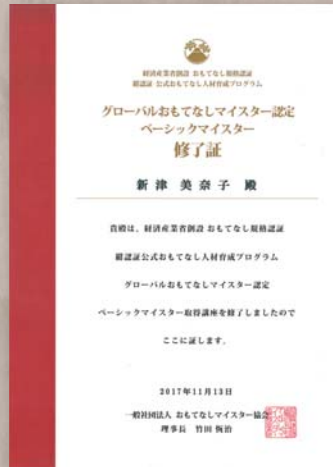 経済産業省創設 おもてなし規格認証
紺認証 公式おもてなし人材育成プログラム
グローバルおもてなしマイスター認定
ベーシックマイスター
修了証
新津 美奈子 殿
貴殿は、経済産業省創設 おもてなし規格認証
紺認証公式おもてなし人材育成プログラム
グローバルおもてなしマイスター認定
ベーシックマイスター取得講座を修了しましたので
ここに証します。
2017年11月13日
一般社団法人 おもてなしマイスター協会
理事長 竹田 恆治